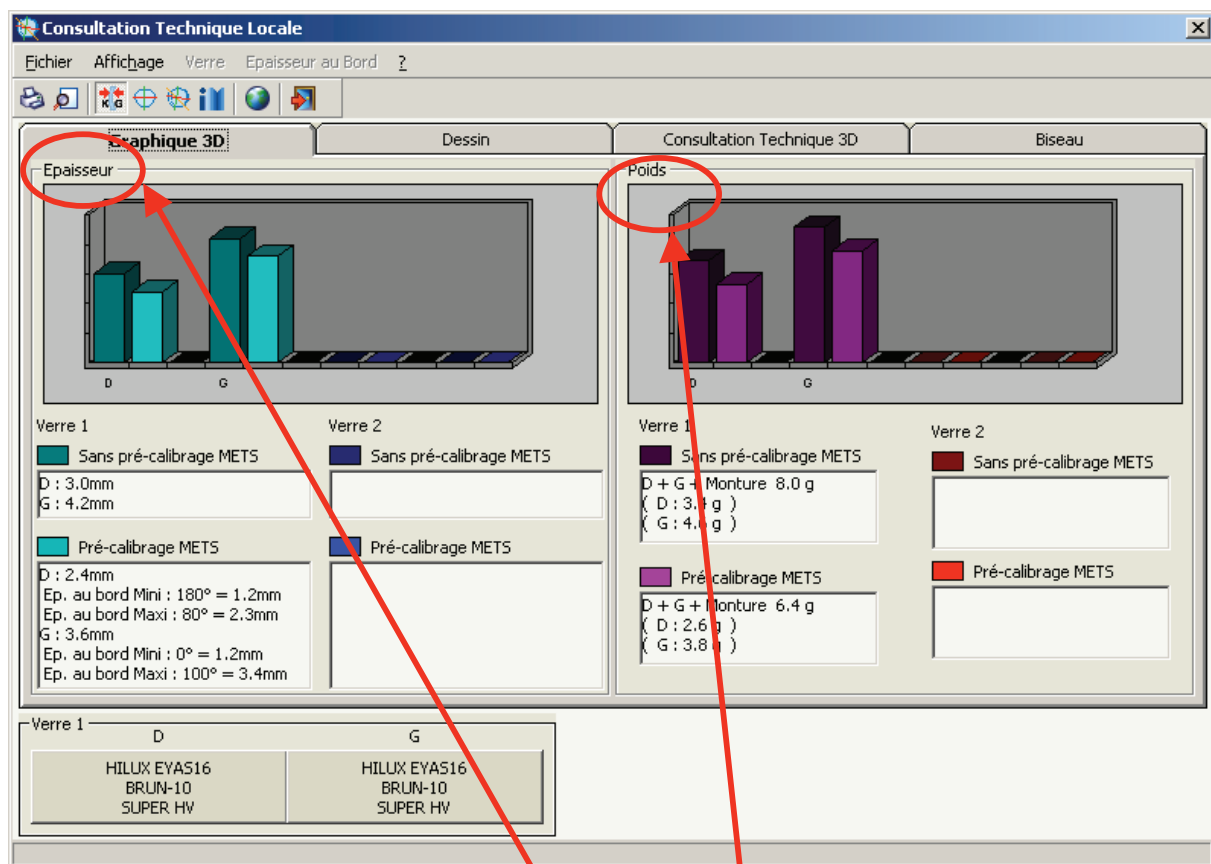 Consultation Technique Locale
Fichier Affichage Verre Epaisseur au Bord ?
K G
Graphique 3D Dessin Consultation Technique 3D Biseau
Epaisseur
D G
Verre 1 Verre 2
Sans pré-calibrage METS Sans pré-calibrage METS
D : 3.0mm
G : 4.2mm
Pré-calibrage METS Pré-calibrage METS
D : 2.4mm
Ep. au bord Mini : 180° = 1.2mm
Ep. au bord Maxi : 80° = 2.3mm
G : 3.6mm
Ep. au bord Mini : 0° = 1.2mm
Ep. au bord Maxi : 100° = 3.4mm
Poids
D G
Verre 1 Verre 2
Sans pré-calibrage METS Sans pré-calibrage METS
D + G + Monture 8.0 g
( D : 3.4 g )
( G : 4.6 g )
Pré-calibrage METS Pré-calibrage METS
D + G + Monture 6.4 g
( D : 2.6 g )
( G : 3.8 g )
Verre 1
D G
HILUX EYAS16 HILUX EYAS16
BRUN-10 BRUN-10
SUPER HV SUPER HV